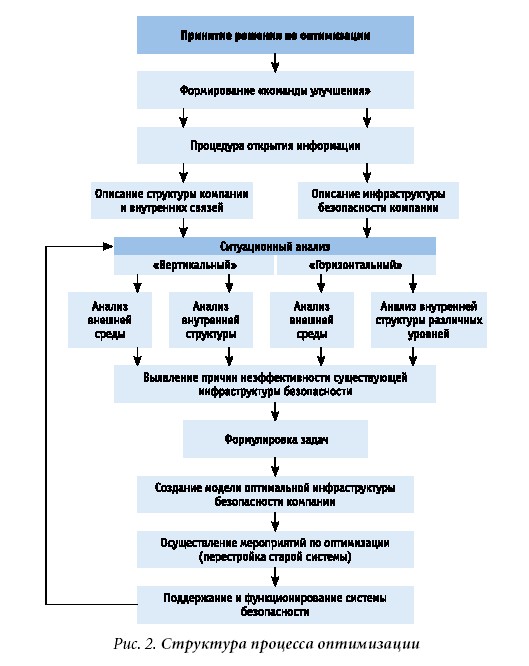 Принятие решения по оптимизации
Формирование «команды улучшения»
Процедура открытия информации
Описание структуры компании
и внутренних связей
Описание инфраструктуры
безопасности компании
Ситуационный анализ
«Вертикальный»
«Горизонтальный»
Анализ
внешней
среды
Анализ
внутренней
структуры
Анализ
внешней
среды
Анализ внутренней
структуры различных
уровней
Выявление причин неэффективности существующей
инфраструктуры безопасности
Формулировка задач
Создание модели оптимальной инфраструктуры
безопасности компании
Осуществление мероприятий по оптимизации
(перестройка старой системы)
Поддержание и функционирование системы
безопасности
Рис. 2. Структура процесса оптимизации